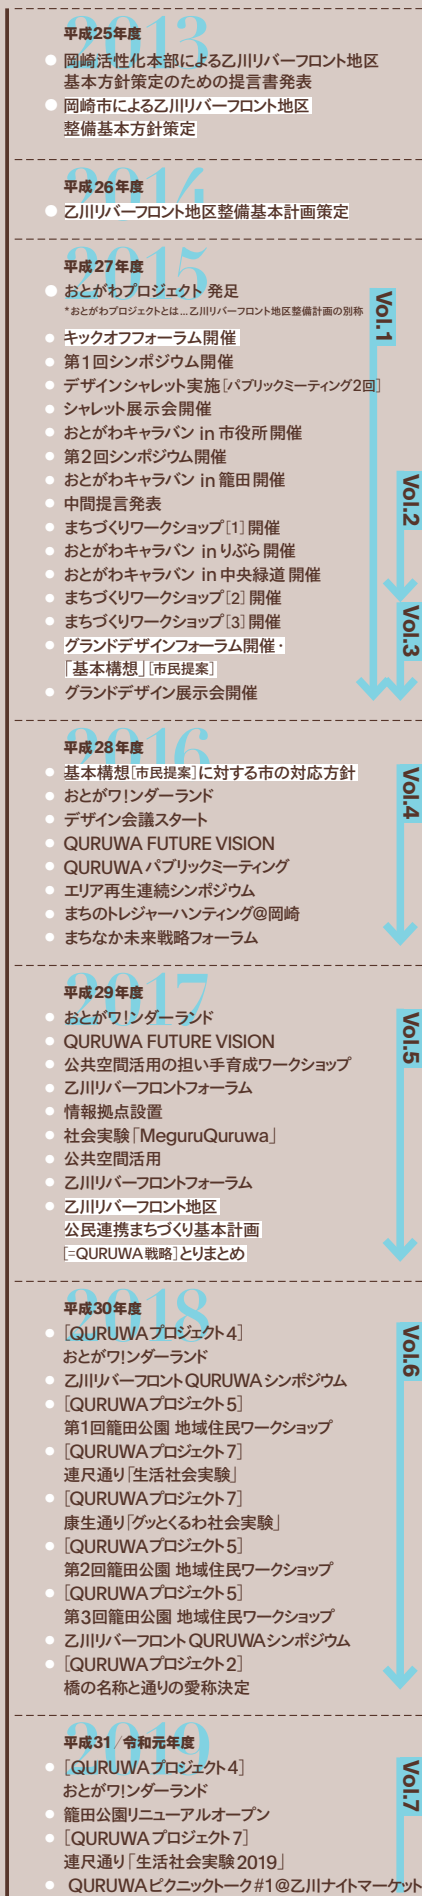 2013
平成25年度
岡崎活性化本部による乙川リバーフロント地区
基本方針策定のための提言書発表
岡崎市による乙川リバーフロント地区
整備基本方針策定
2014
平成26年度
乙川リバーフロント地区整備基本計画策定
2015
平成27年度
おとがわプロジェクト 発足
*おとがわプロジェクトとは…乙川リバーフロント地区整備計画の別称
Vol.1
キックオフフォーラム開催
第1回シンポジウム開催
デザインシャレット実施[パブリックミーティング2回]
シャレット展示会開催
おとがわキャラバン in 市役所開催
第2回シンポジウム開催
おとがわキャラバン in 籠田開催
Vol.2
中間提言発表
まちづくりワークショップ[1]開催
おとがわキャラバン in りぶら開催
おとがわキャラバン in 中央緑道開催
まちづくりワークショップ[2]開催
まちづくりワークショップ[3]開催
Vol.3
グランドデザインフォーラム開催・
「基本構想」[市民提案]
グランドデザイン展示会開催
2016
平成28年度
基本構想[市民提案]に対する市の対応方針
Vol.4
おとがワ!ンダーランド
デザイン会議スタート
QURUWA FUTURE VISION
QURUWA パブリックミーティング
エリア再生連続シンポジウム
まちのトレジャーハンティング@岡崎
まちなか未来戦略フォーラム
2017
平成29年度
おとがワ!ンダーランド
Vol.5
QURUWA FUTURE VISION
公共空間活用の担い手育成ワークショップ
乙川リバーフロントフォーラム
情報拠点設置
社会実験「MeguruQuruwa」
公共空間活用
乙川リバーフロントフォーラム
乙川リバーフロント地区
公民連携まちづくり基本計画
[=QURUWA戦略]とりまとめ
2018
平成30年度
[QURUWAプロジェクト4]
おとがワ!ンダーランド
Vol.6
乙川リバーフロントQURUWAシンポジウム
[QURUWAプロジェクト5]
第1回籠田公園 地域住民ワークショップ
[QURUWAプロジェクト7]
連尺通り「生活社会実験」
[QURUWAプロジェクト7]
康生通り「グッとくるわ社会実験」
[QURUWAプロジェクト5]
第2回籠田公園 地域住民ワークショップ
[QURUWAプロジェクト5]
第3回籠田公園 地域住民ワークショップ
乙川リバーフロントQURUWAシンポジウム
[QURUWAプロジェクト2]
橋の名称と通りの愛称決定
2019
平成31/令和元年度
[QURUWAプロジェクト4]
おとがワ!ンダーランド
Vol.7
籠田公園リニューアルオープン
[QURUWAプロジェクト7]
連尺通り「生活社会実験2019」
QURUWAピクニックトーク#1@乙川ナイトマーケット